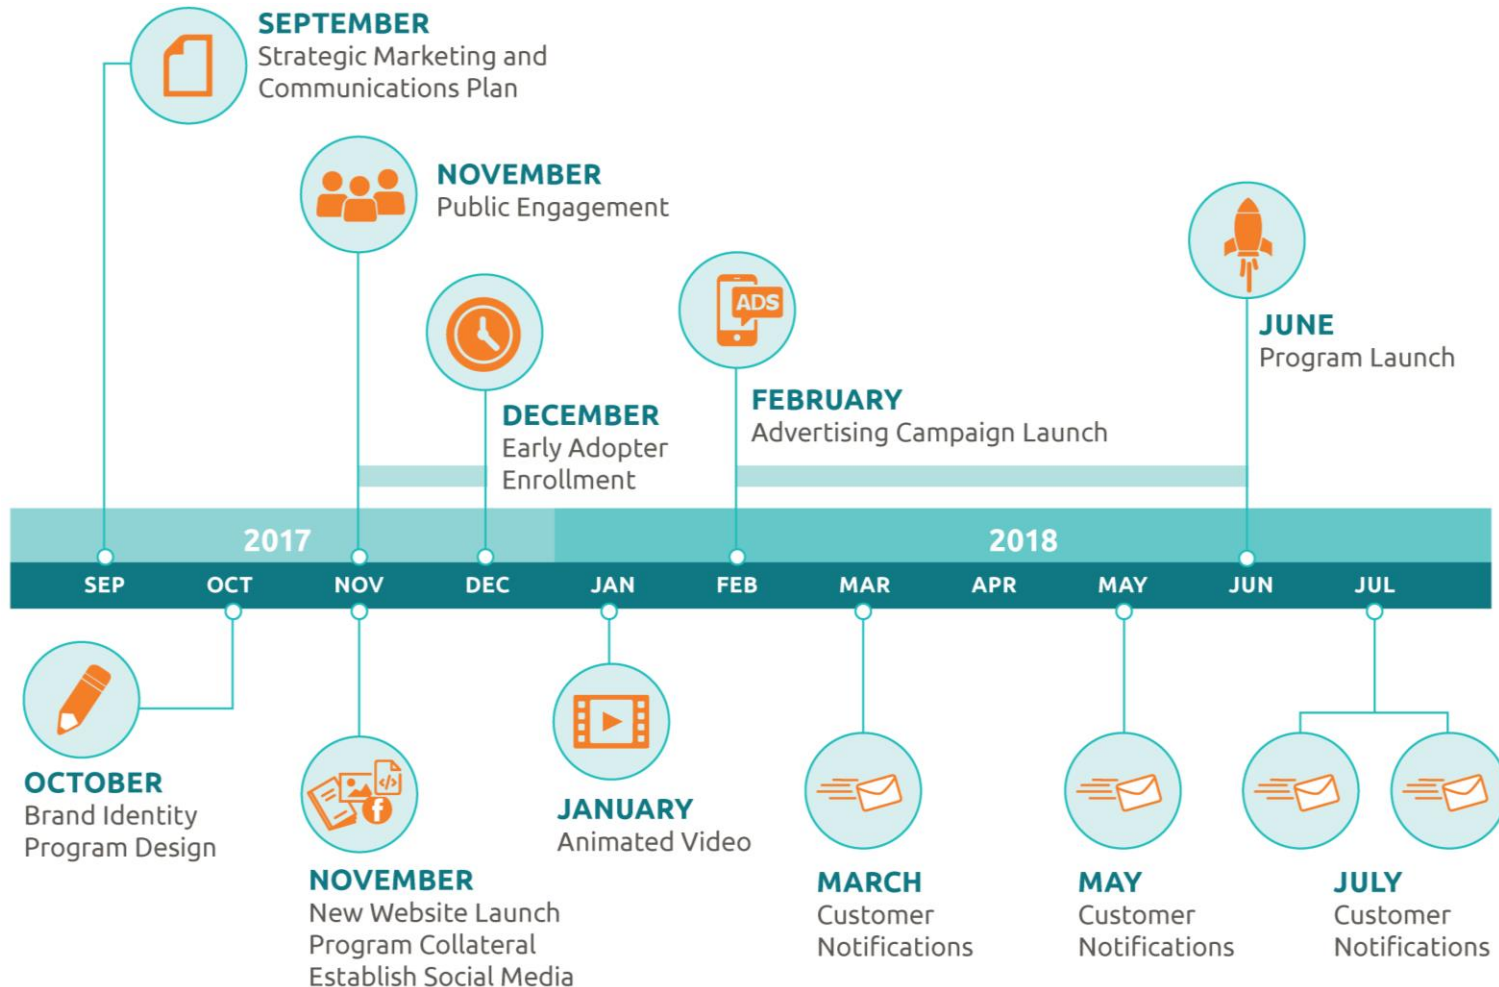 SEPTEMBER
Strategic Marketing and
Communications Plan
NOVEMBER
Public Engagement
DECEMBER
Early Adopter
Enrollment
ADS
FEBRUARY
Advertising Campaign Launch
JUNE
Program Launch
2017
2018
SEP OCT NOV DEC JAN FEB MAR APR MAY JUN JUL
OCTOBER
Brand Identity
Program Design
</>
f
NOVEMBER
New Website Launch
Program Collateral
Establish Social Media
JANUARY
Animated Video
MARCH
Customer
Notifications
MAY
Customer
Notifications
JULY
Customer
Notifications